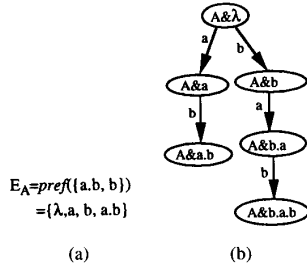 A&λ
a
b
A&a
A&b
b
a
A&a.b
A&b.a
b
E_A=pref({a.b, b})
={λ,a, b, a.b}
A&b.a.b
(a)
(b)